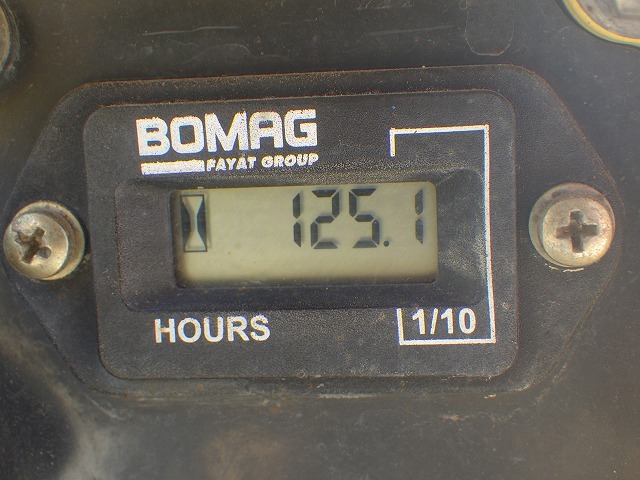 BOMAG
FAYAT GROUP
125.1
HOURS
1/10